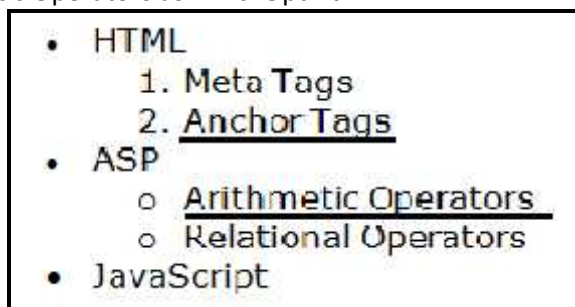 • HTML
1. Meta Tags
2. Anchor Tags
• ASP
o Arithmetic Operators
o Relational Operators
• JavaScript